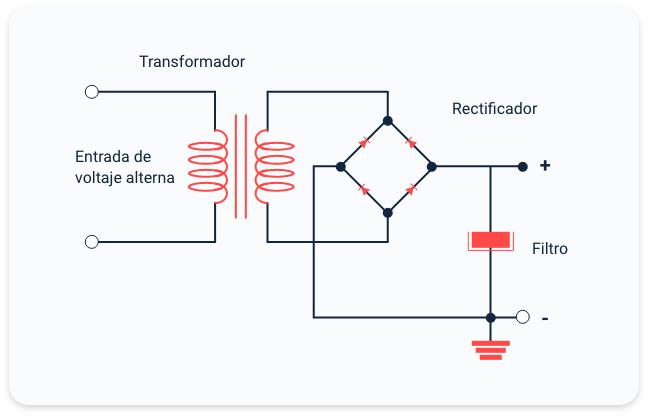 Transformador
Rectificador
Entrada de
voltaje alterna
+
Filtro
-